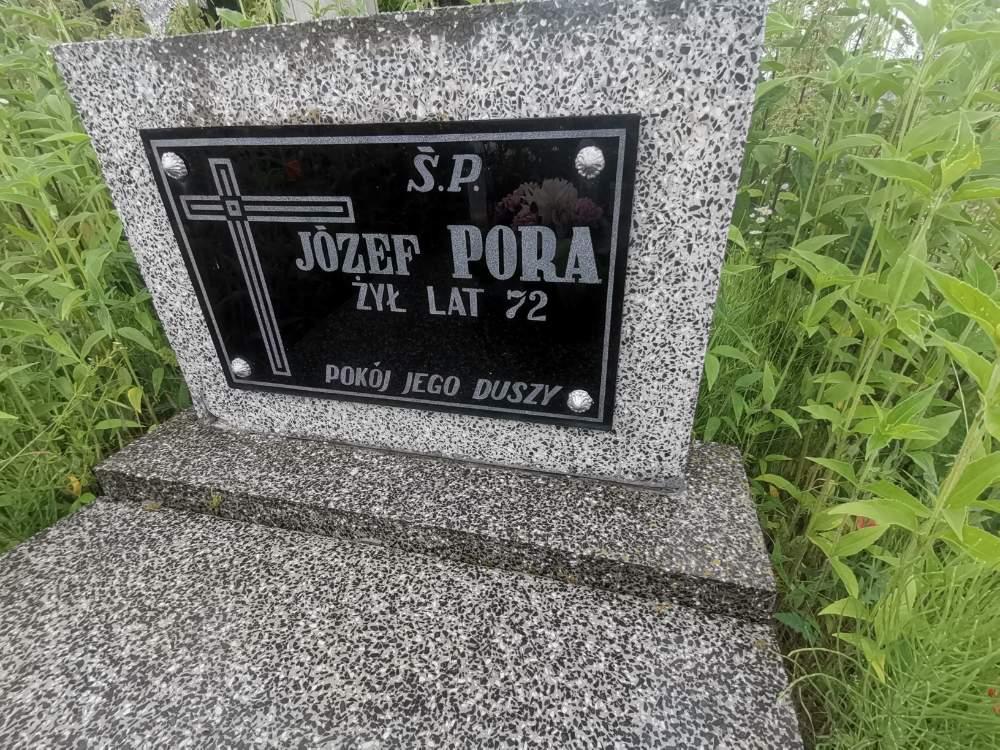 Ś.P.
JÓZEF PORA
ŻYŁ LAT 72
POKÓJ JEGO DUSZY